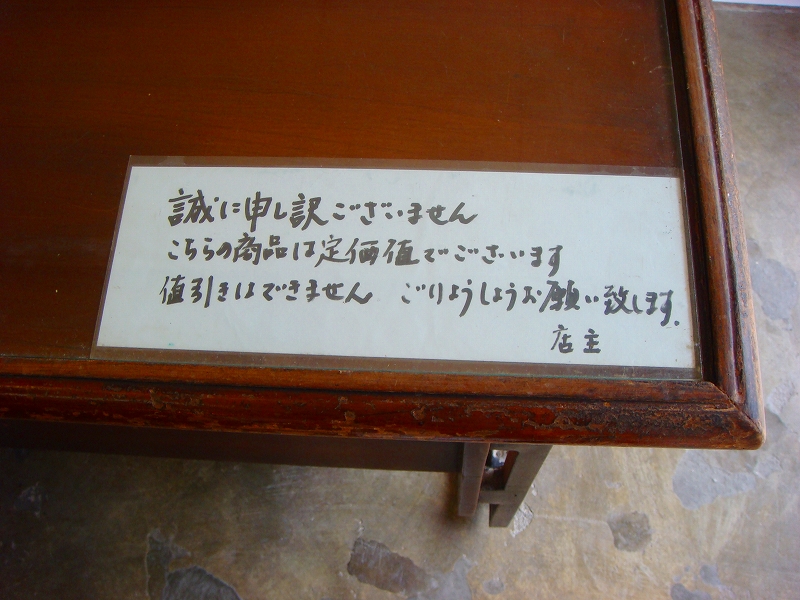 誠に申し訳ございません
こちらの商品は定価値でございます
値引きはできません ごりょうしょうお願い致します.
店主